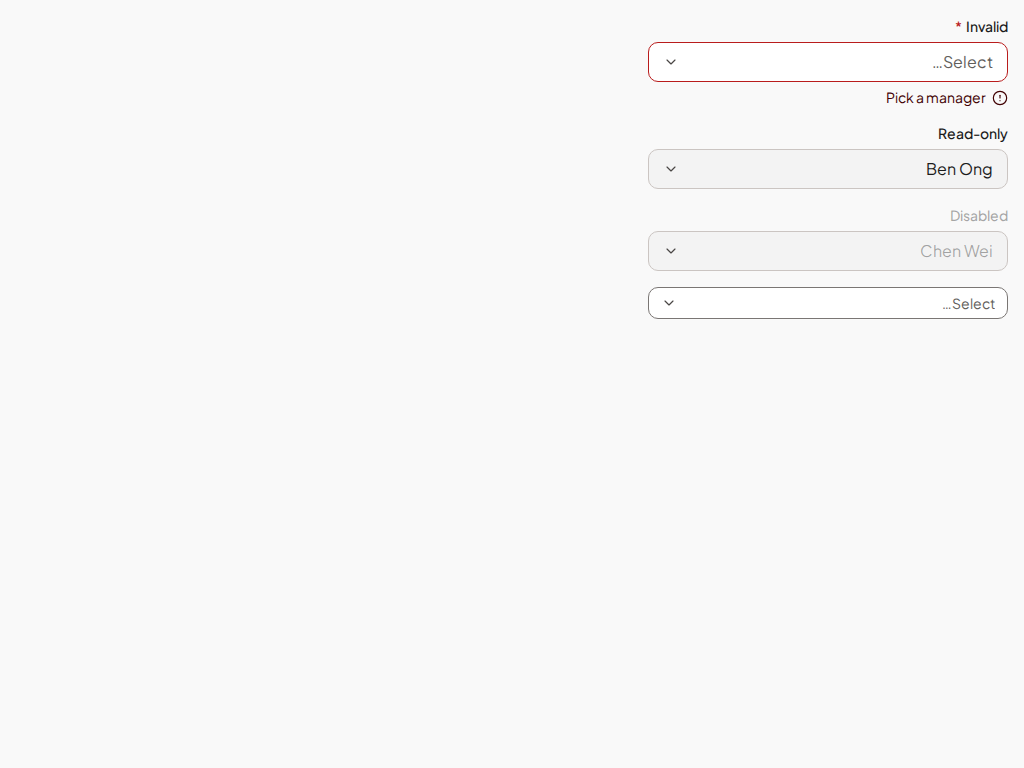 Invalid *
Select…
Pick a manager
Read-only
Ben Ong
Disabled
Chen Wei
Select…